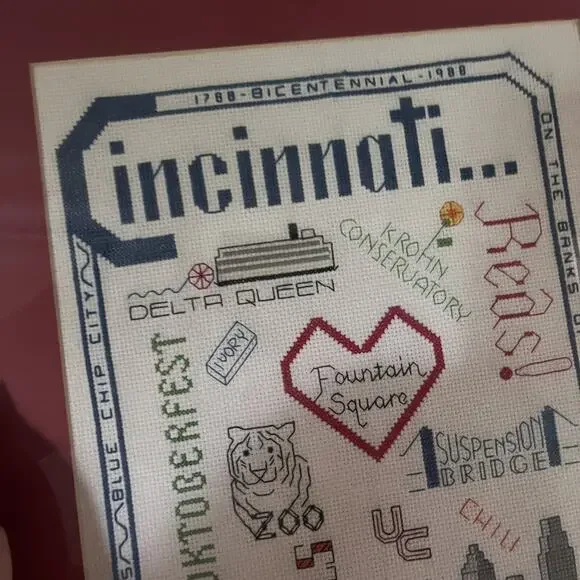 1788-BICENTENNIAL-1988
Cincinnati...
ON THE BANKS O
BLUE CHIP CITY
DELTA QUEEN
KROHN
CONSERVATORY
Reds!
IVORY
OKTOBERFEST
Fountain
Square
SUSPENSION
BRIDGE
ZOO
UC
CHILI